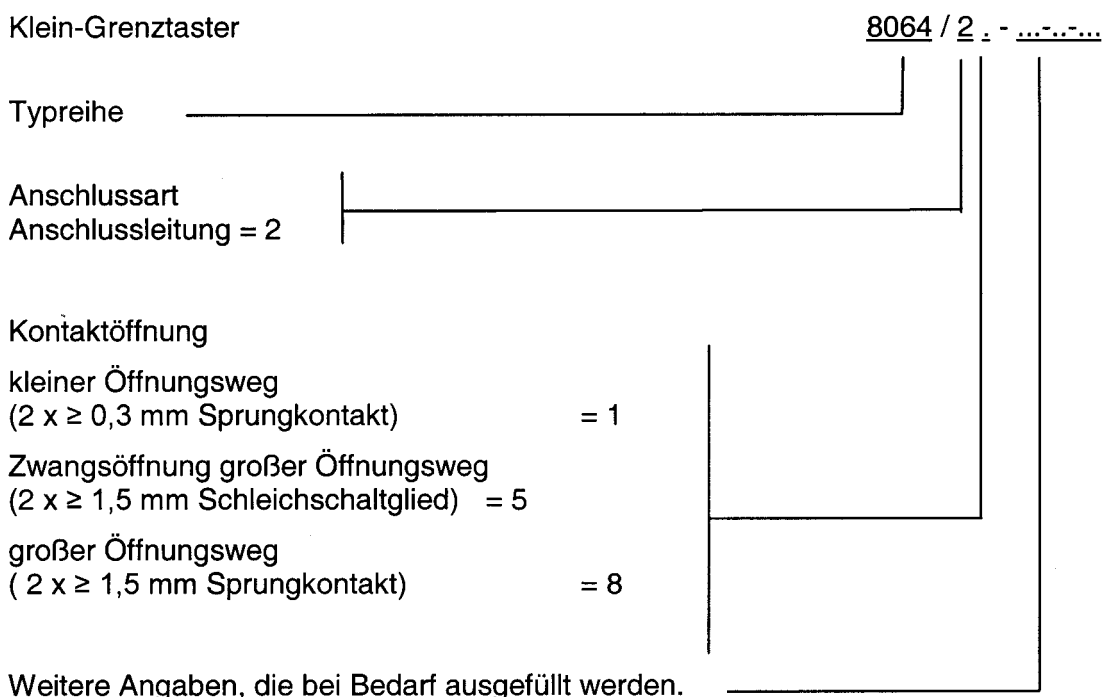 Klein-Grenztaster 8064 / 2 . - ...-..-...
Typreihe
Anschlussart
Anschlussleitung = 2
Kontaktöffnung
kleiner Öffnungsweg
(2 x ≥ 0,3 mm Sprungkontakt) = 1
Zwangsöffnung großer Öffnungsweg
(2 x ≥ 1,5 mm Schleichschaltglied) = 5
großer Öffnungsweg
( 2 x ≥ 1,5 mm Sprungkontakt) = 8
Weitere Angaben, die bei Bedarf ausgefüllt werden.